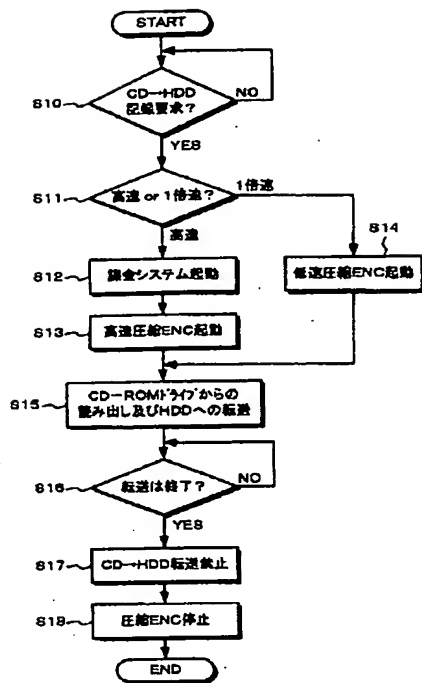 START
CD→HDD
記録要求？
NO
S10
YES
高速 or 1倍速？
1倍速
S11
高速
S14
S12
課金システム起動
低速圧縮ENC起動
S13
高速圧縮ENC起動
S15
CD－ROMドライブからの
読み出し及びHDDへの転送
S16
転送は終了？
NO
YES
S17
CD→HDD転送禁止
S18
圧縮ENC停止
END